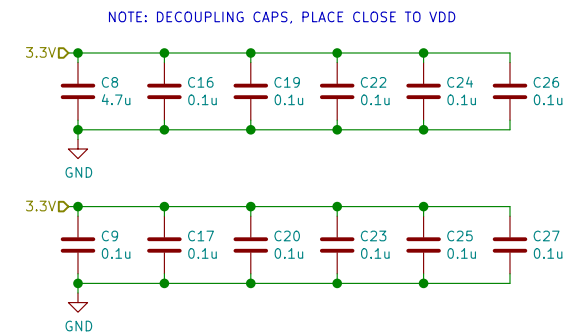 NOTE: DECOUPLING CAPS, PLACE CLOSE TO VDD
3.3V
C8 C16 C19 C22 C24 C26
4.7u 0.1u 0.1u 0.1u 0.1u 0.1u
GND
3.3V
C9 C17 C20 C23 C25 C27
0.1u 0.1u 0.1u 0.1u 0.1u 0.1u
GND